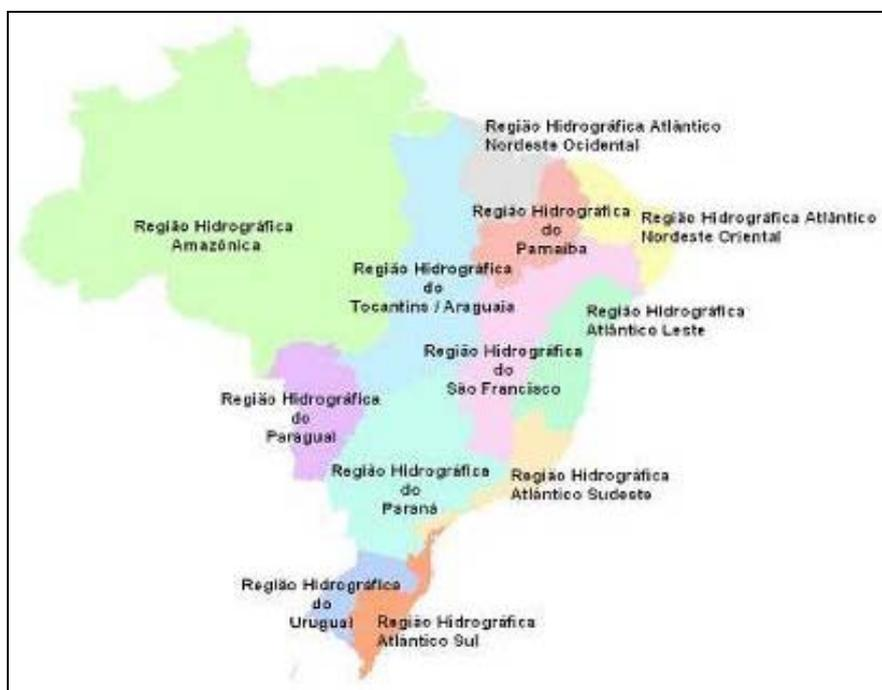 Região Hidrográfica Atlântico
Nordeste Ocidental
Região Hidrográfica
do
Parnaíba
Região Hidrográfica Atlântico
Nordeste Oriental
Região Hidrográfica
Amazônica
Região Hidrográfica
do
Tocantins / Araguaia
Região Hidrográfica
Atlântico Leste
Região Hidrográfica
do
São Francisco
Região Hidrográfica
do
Paraguai
Região Hidrográfica
do
Paraná
Região Hidrográfica
Atlântico Sudeste
Região Hidrográfica
do
Uruguai
Região Hidrográfica
Atlântico Sul